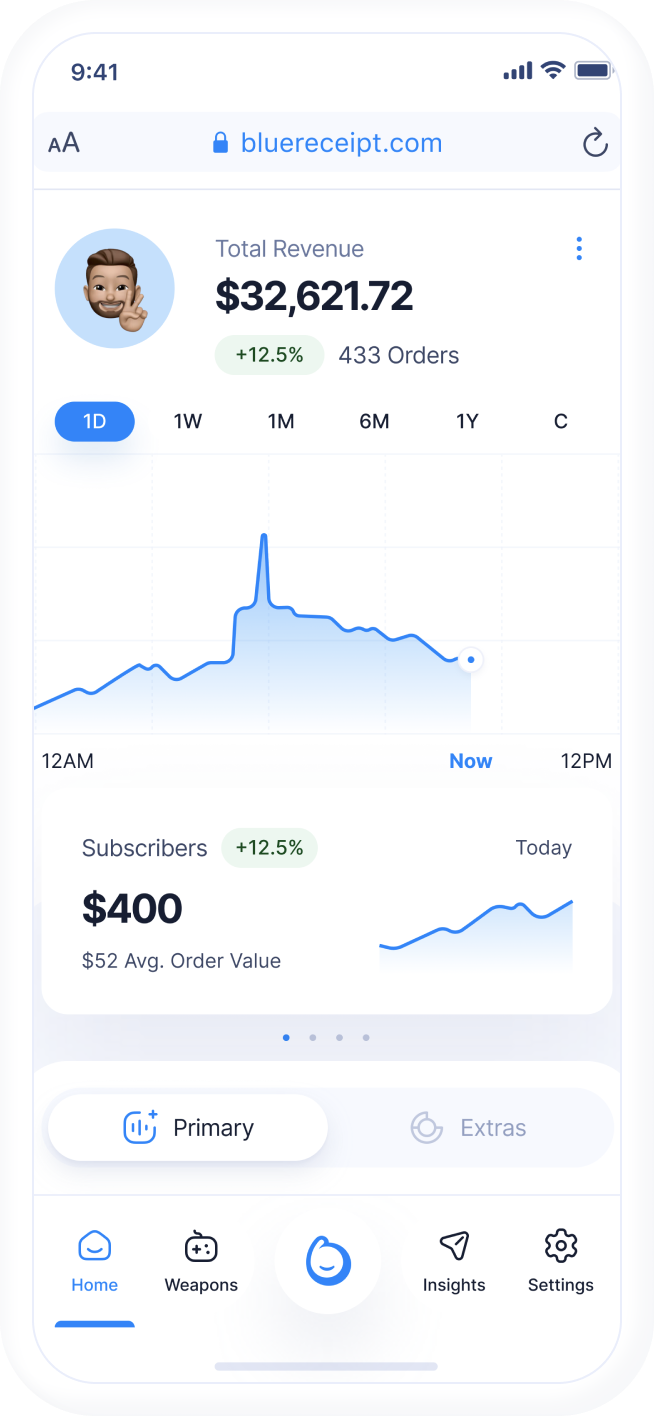 9:41
AA
bluereceipt.com
Total Revenue
$32,621.72
+12.5% 433 Orders
1D 1W 1M 6M 1Y C
12AM Now 12PM
Subscribers +12.5% Today
$400
$52 Avg. Order Value
Primary Extras
Home Weapons Insights Settings